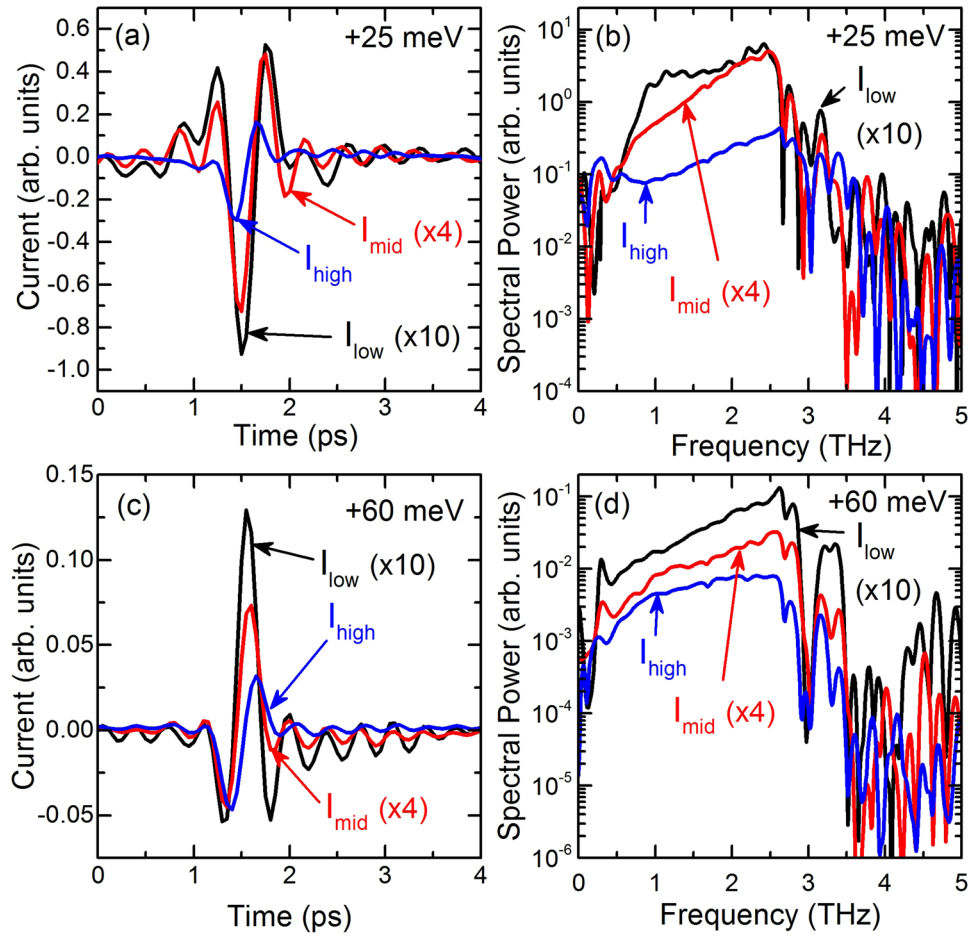 (a)
+25 meV
0.6
0.4
0.2
0.0
-0.2
-0.4
-0.6
-0.8
-1.0
Current (arb. units)
I_mid (x4)
I_high
I_low (x10)
0 1 2 3 4
Time (ps)
(b)
+25 meV
10^1
10^0
10^-1
10^-2
10^-3
10^-4
Spectral Power (arb. units)
I_low
(x10)
I_high
I_mid (x4)
0 1 2 3 4 5
Frequency (THz)
(c)
+60 meV
0.15
0.10
0.05
0.00
-0.05
Current (arb. units)
I_low (x10)
I_high
I_mid (x4)
0 1 2 3 4
Time (ps)
(d)
+60 meV
10^-1
10^-2
10^-3
10^-4
10^-5
10^-6
Spectral Power (arb. units)
I_low
(x10)
I_high
I_mid (x4)
0 1 2 3 4 5
Frequency (THz)